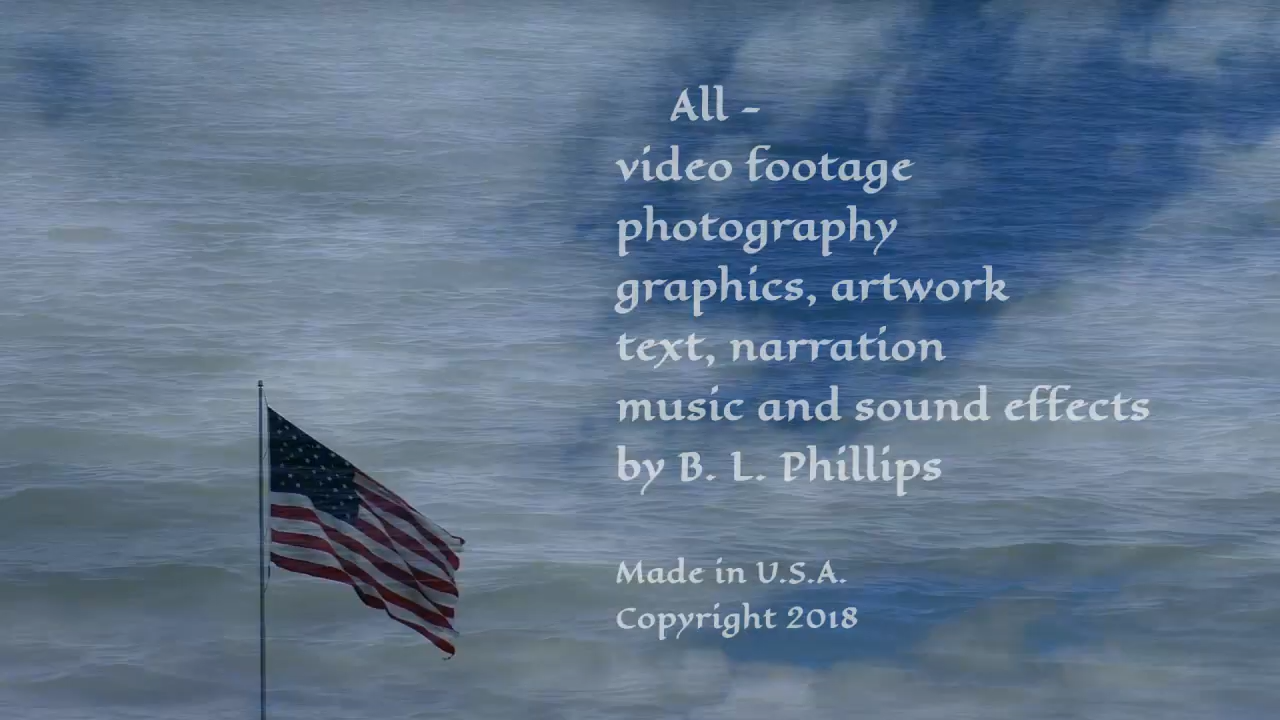 All -
video footage
photography
graphics, artwork
text, narration
music and sound effects
by B. L. Phillips
Made in U.S.A.
Copyright 2018